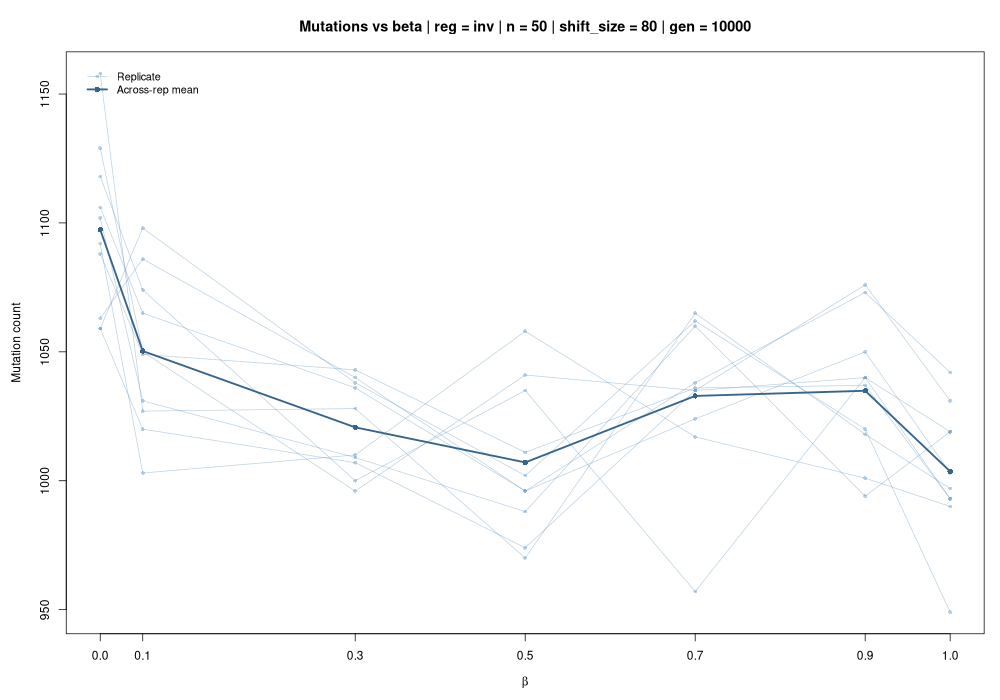 Mutations vs beta | reg = inv | n = 50 | shift_size = 80 | gen = 10000
Replicate
Across-rep mean
Mutation count
1150
1100
1050
1000
950
0.0 0.1 0.3 0.5 0.7 0.9 1.0
β